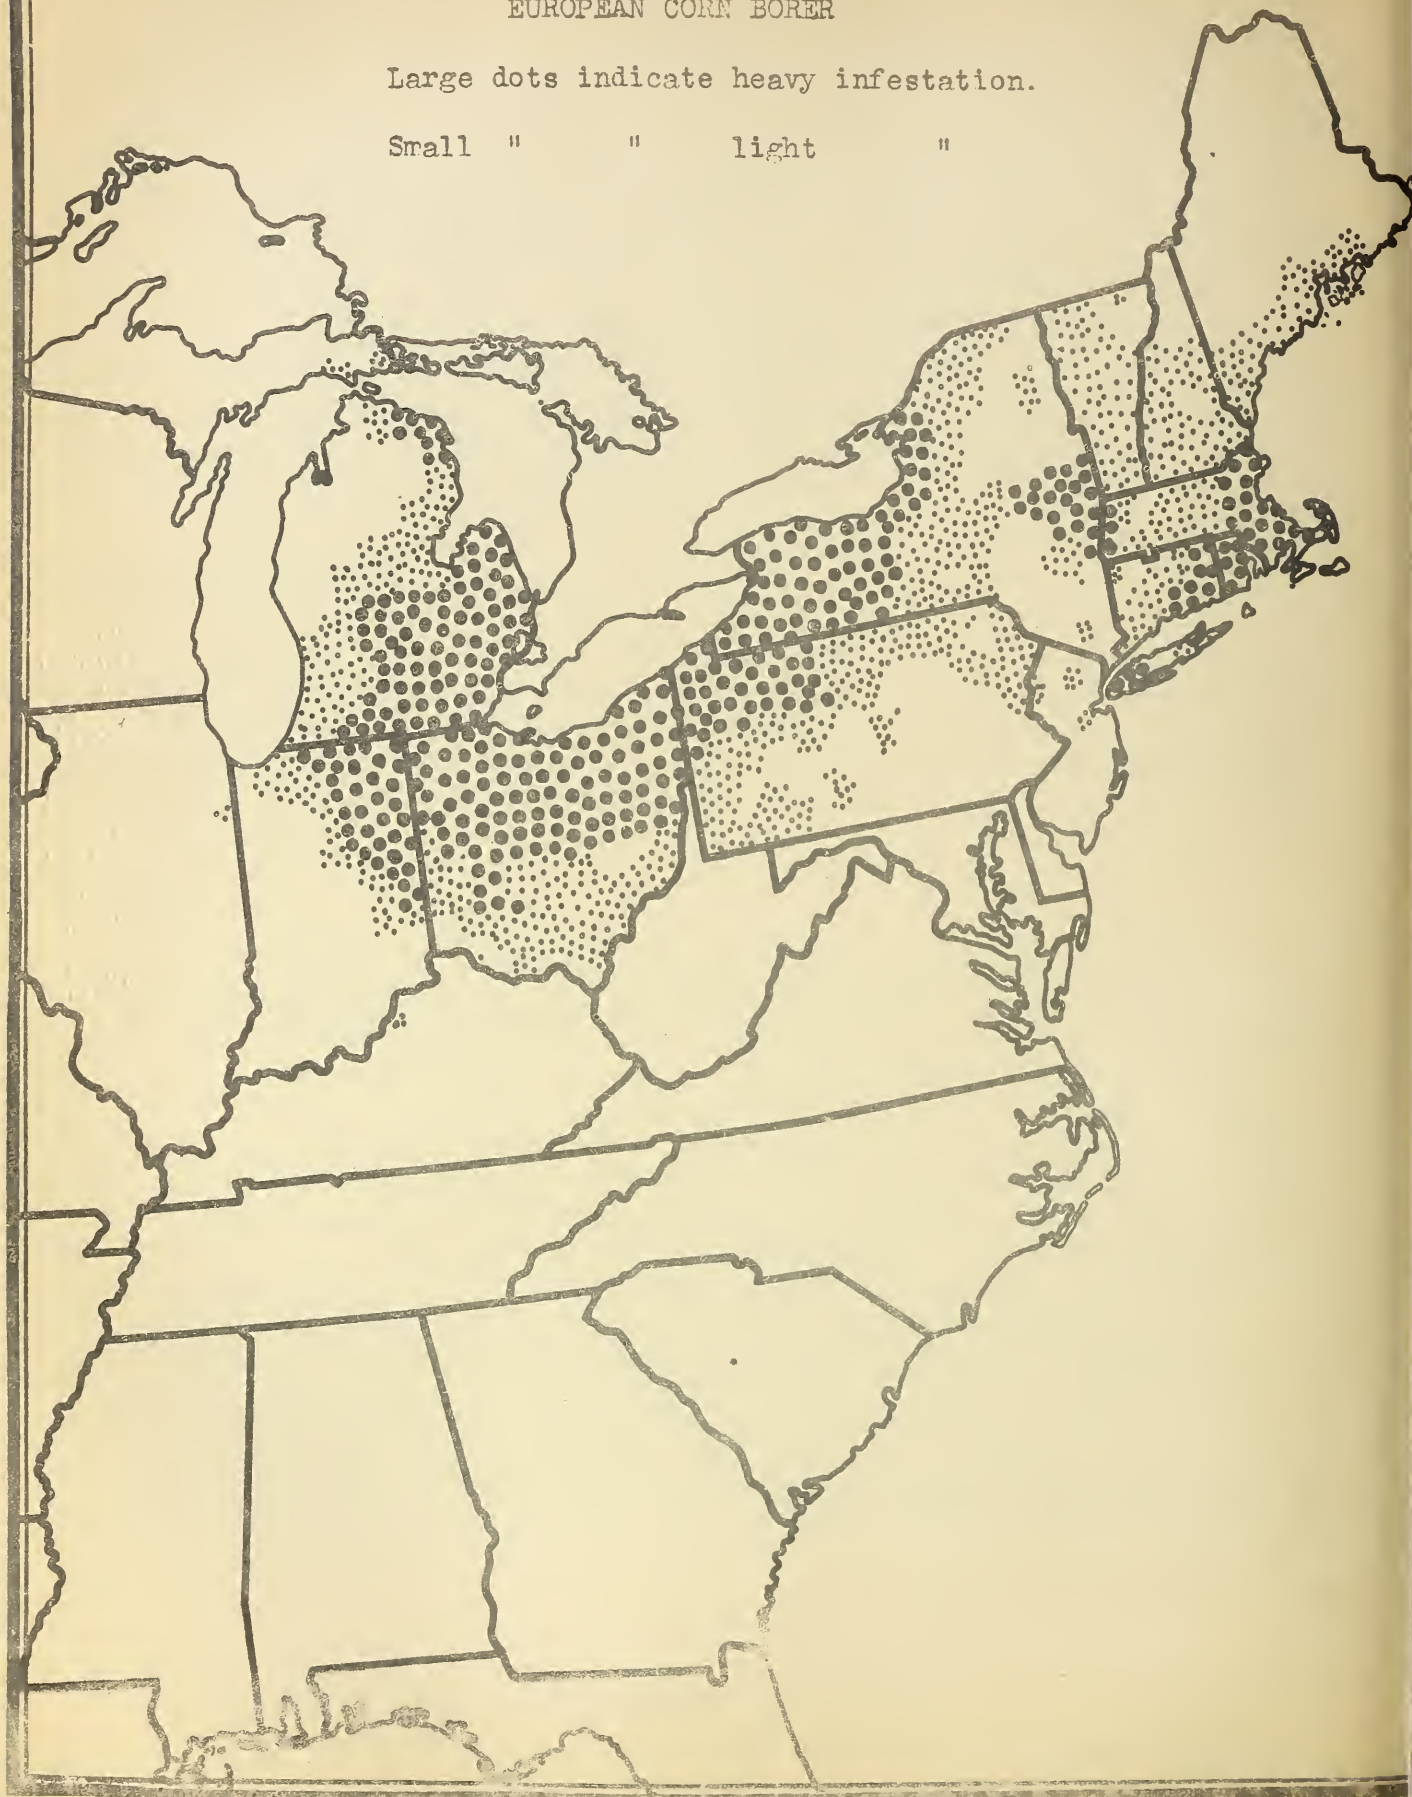 EUROPEAN CORN BORER
Large dots indicate heavy infestation.
Small " " light "